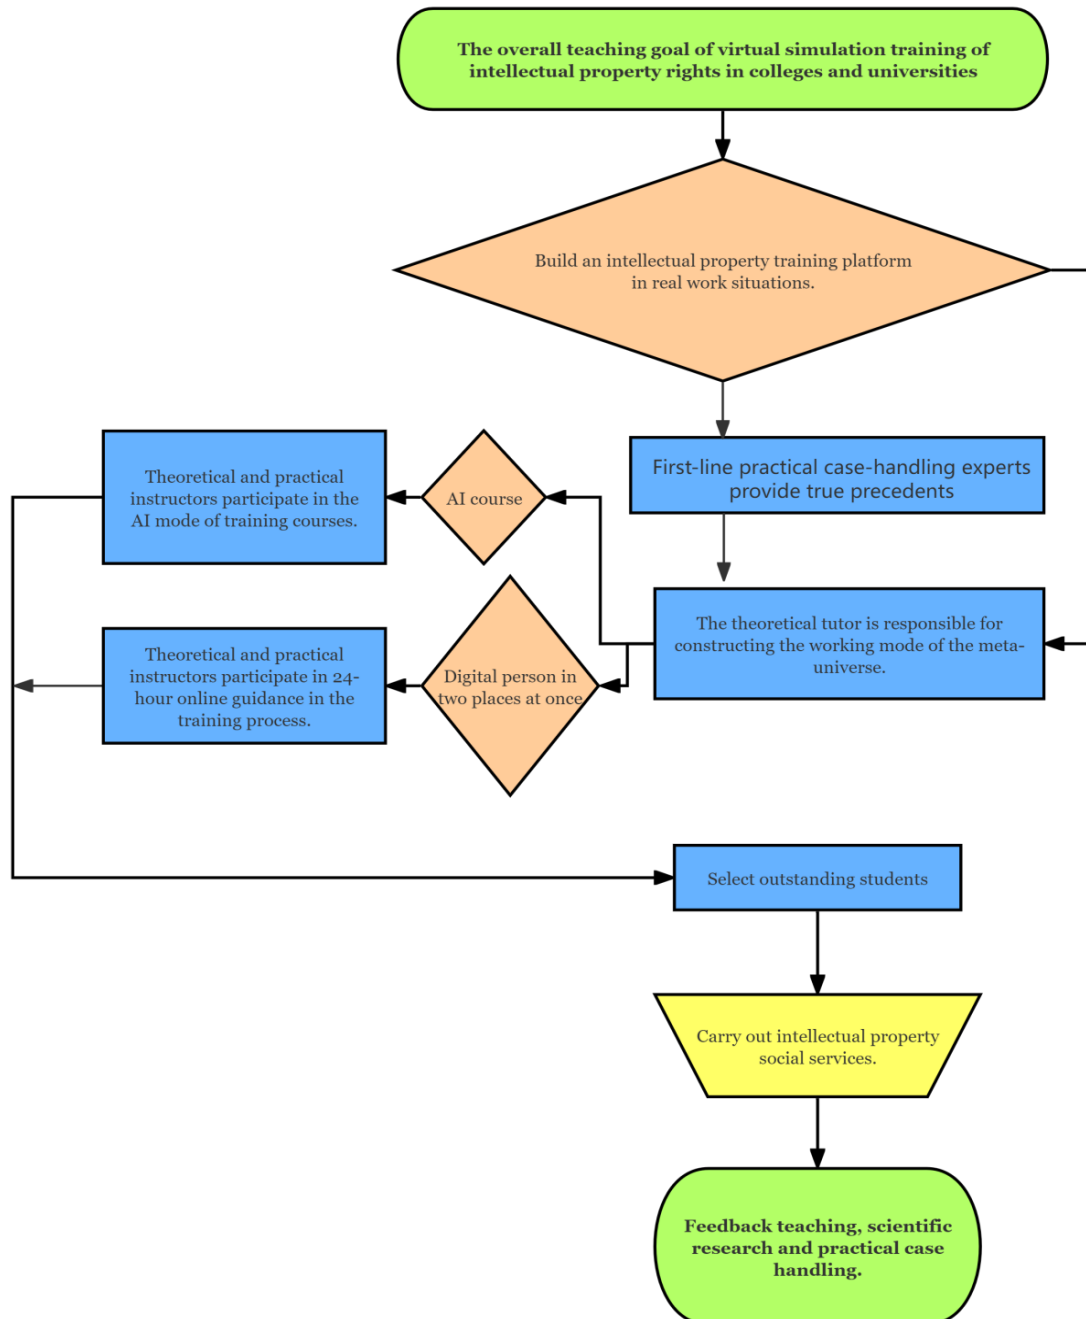 The overall teaching goal of virtual simulation training of
intellectual property rights in colleges and universities
Build an intellectual property training platform
in real work situations.
First-line practical case-handling experts
provide true precedents
Theoretical and practical
instructors participate in the
AI mode of training courses.
AI course
The theoretical tutor is responsible for
constructing the working mode of the meta-
universe.
Theoretical and practical
instructors participate in 24-
hour online guidance in the
training process.
Digital person in
two places at once
Select outstanding students
Carry out intellectual property
social services.
Feedback teaching, scientific
research and practical case
handling.